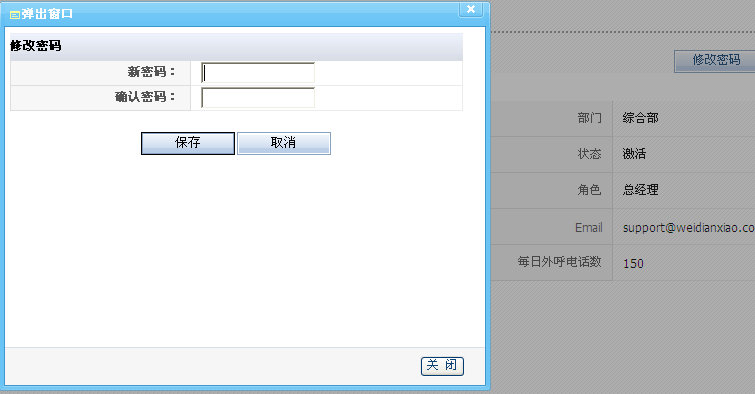 弹出窗口
修改密码
新密码：
确认密码：
保存 取消
关 闭
修改密码
部门 综合部
状态 激活
角色 总经理
Email support@weidianxiao.co
每日外呼电话数 150